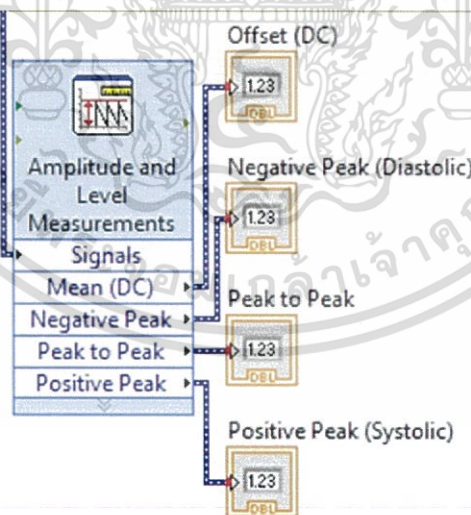 Offset (DC)
1.23
DBL
Amplitude and
Level
Measurements
Signals
Mean (DC)
Negative Peak
Peak to Peak
Positive Peak
Negative Peak (Diastolic)
1.23
DBL
Peak to Peak
1.23
DBL
Positive Peak (Systolic)
1.23
DBL